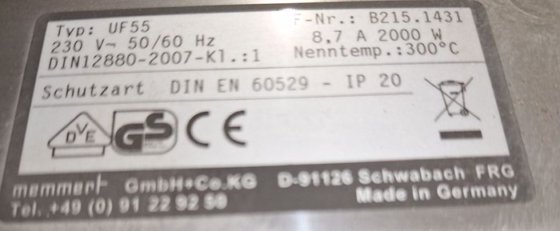 Typ: UF55 F-Nr.: B215.1431
230 V~ 50/60 Hz 8,7 A 2000 W
DIN12880-2007-Kl.:1 Nenntemp.:300°C
Schutzart DIN EN 60529 - IP 20
DVE GS CE
memmert GmbH+Co.KG D-91126 Schwabach FRG
Tel. +49 (0) 91 22 92 50 Made in Germany